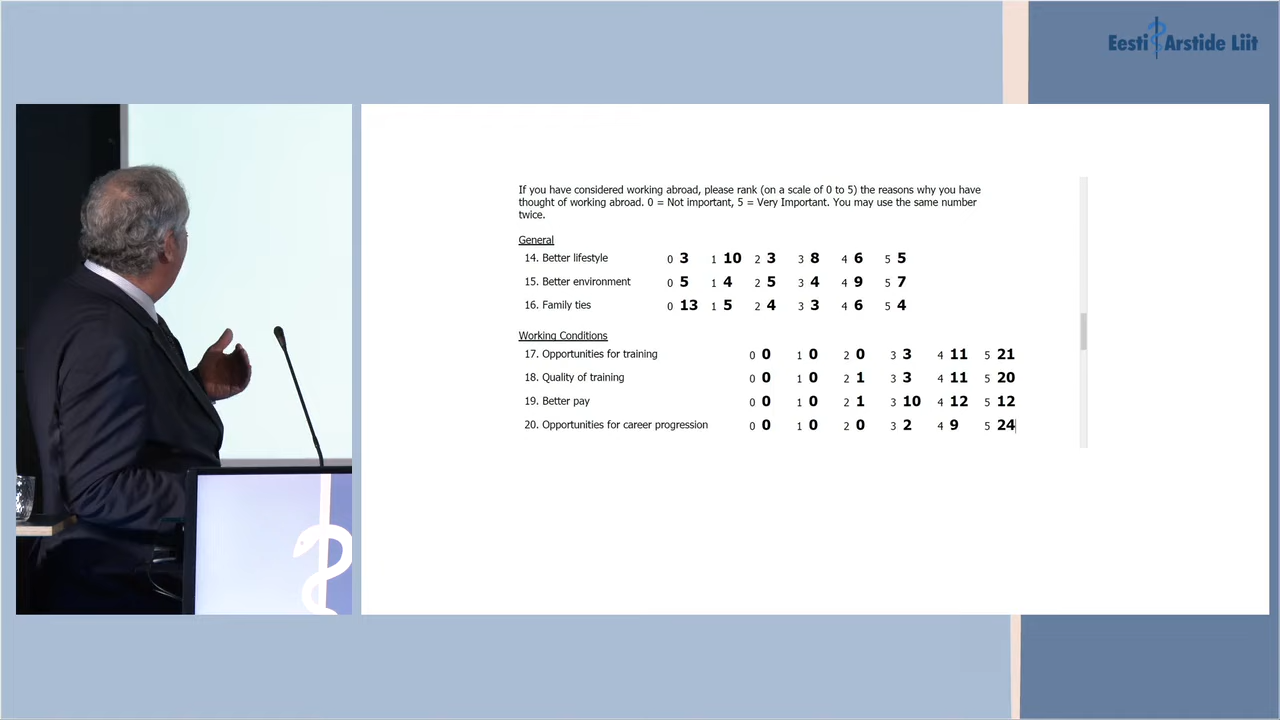 Eesti Arstide Liit
If you have considered working abroad, please rank (on a scale of 0 to 5) the reasons why you have
thought of working abroad. 0 = Not important, 5 = Very Important. You may use the same number
twice.
General
14. Better lifestyle 0 3 1 10 2 3 3 8 4 6 5 5
15. Better environment 0 5 1 4 2 5 3 4 4 9 5 7
16. Family ties 0 13 1 5 2 4 3 3 4 6 5 4
Working Conditions
17. Opportunities for training 0 0 1 0 2 0 3 3 4 11 5 21
18. Quality of training 0 0 1 0 2 1 3 3 4 11 5 20
19. Better pay 0 0 1 0 2 1 3 10 4 12 5 12
20. Opportunities for career progression 0 0 1 0 2 0 3 2 4 9 5 24